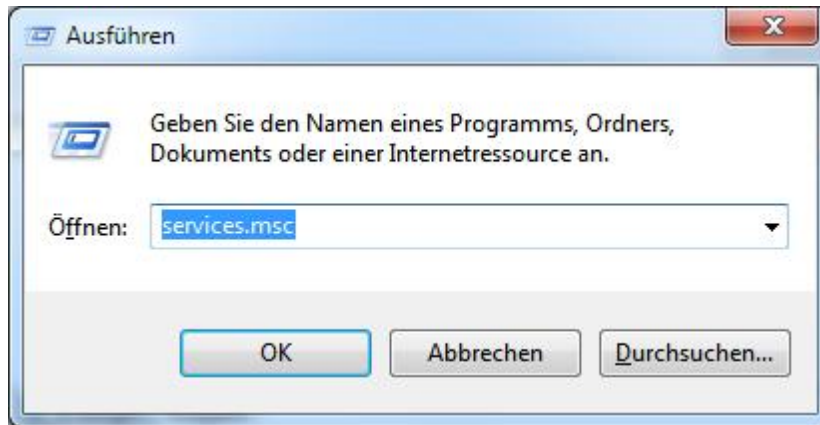 Ausführen
Geben Sie den Namen eines Programms, Ordners,
Dokuments oder einer Internetressource an.
Öffnen: services.msc
OK Abbrechen Durchsuchen...